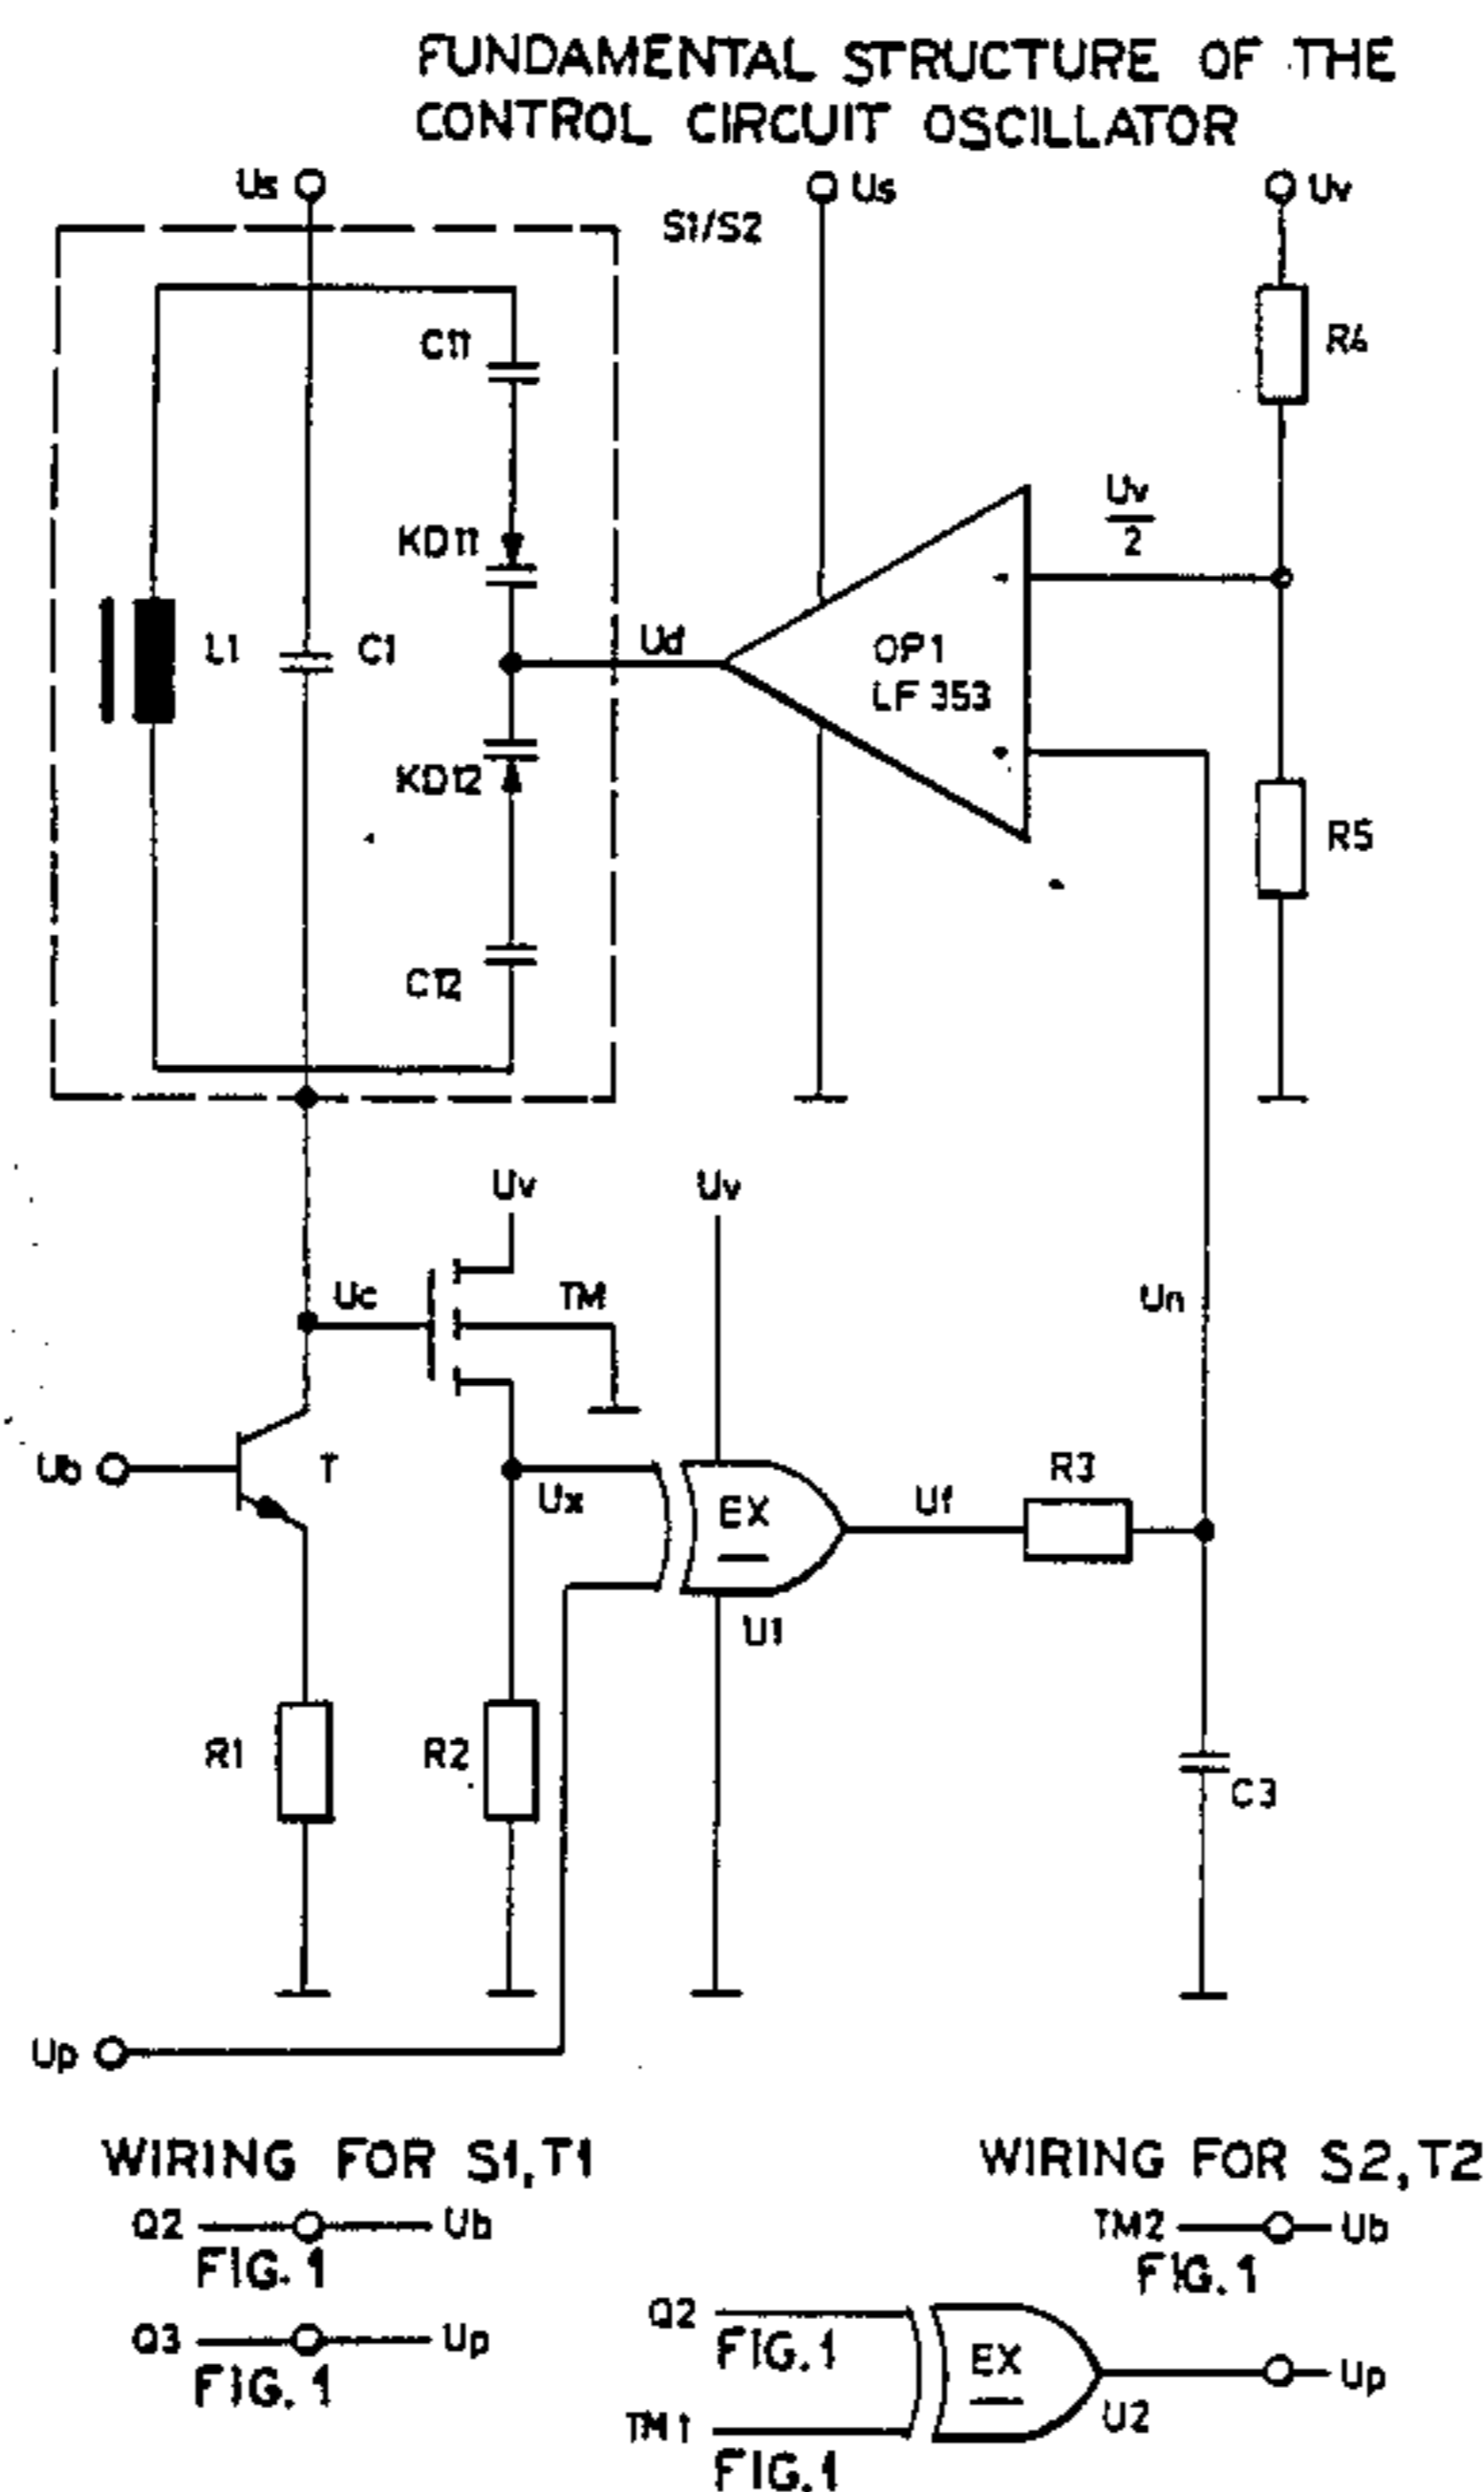 FUNDAMENTAL STRUCTURE OF THE
CONTROL CIRCUIT OSCILLATOR
Us
Us
Uv
S1/S2
C11
R4
Uv
2
KD11
-
L1
C1
Ud
OP1
LF 353
+
KD12
R5
C12
Uv
Uv
Uc
TM
Un
Ub
T
Ux
EX
Uf
R3
U1
R1
R2
C3
Up
WIRING FOR S1,T1
Q2
Ub
FIG. 1
Q3
Up
FIG. 1
WIRING FOR S2,T2
TM2
Ub
FIG. 1
Q2
FIG. 1
EX
Up
TM1
U2
FIG. 1